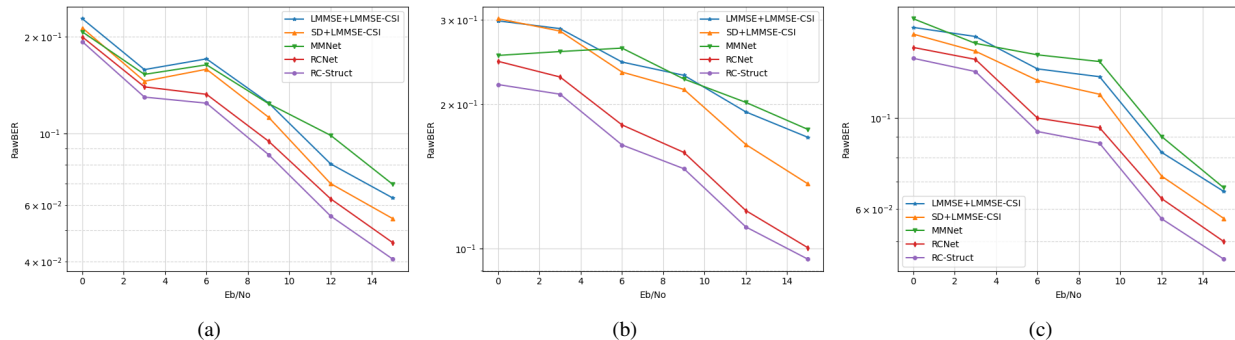 2 × 10⁻¹
10⁻¹
6 × 10⁻²
4 × 10⁻²
RawBER
0 2 4 6 8 10 12 14
Eb/No
LMMSE+LMMSE-CSI
SD+LMMSE-CSI
MMNet
RCNet
RC-Struct
(a)
3 × 10⁻¹
2 × 10⁻¹
10⁻¹
RawBER
0 2 4 6 8 10 12 14
Eb/No
LMMSE+LMMSE-CSI
SD+LMMSE-CSI
MMNet
RCNet
RC-Struct
(b)
10⁻¹
6 × 10⁻²
RawBER
0 2 4 6 8 10 12 14
Eb/No
LMMSE+LMMSE-CSI
SD+LMMSE-CSI
MMNet
RCNet
RC-Struct
(c)